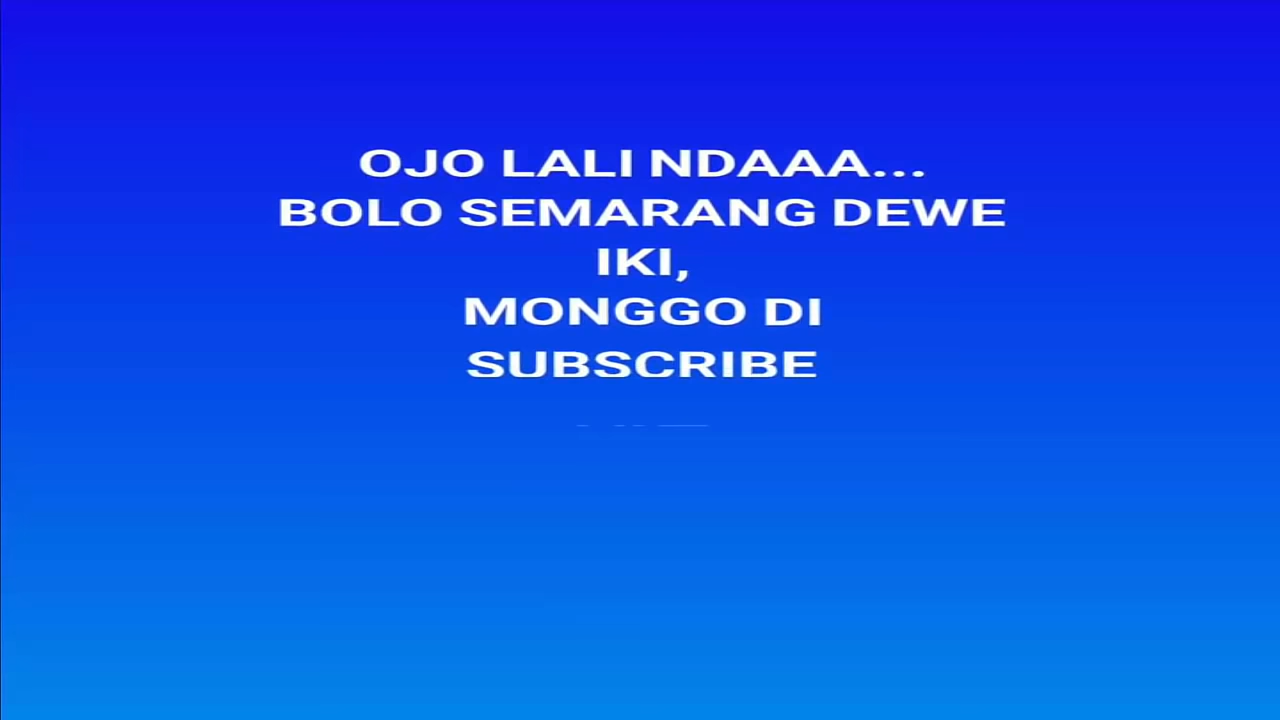 OJO LALI NDAAA...
BOLO SEMARANG DEWE
IKI,
MONGGO DI
SUBSCRIBE